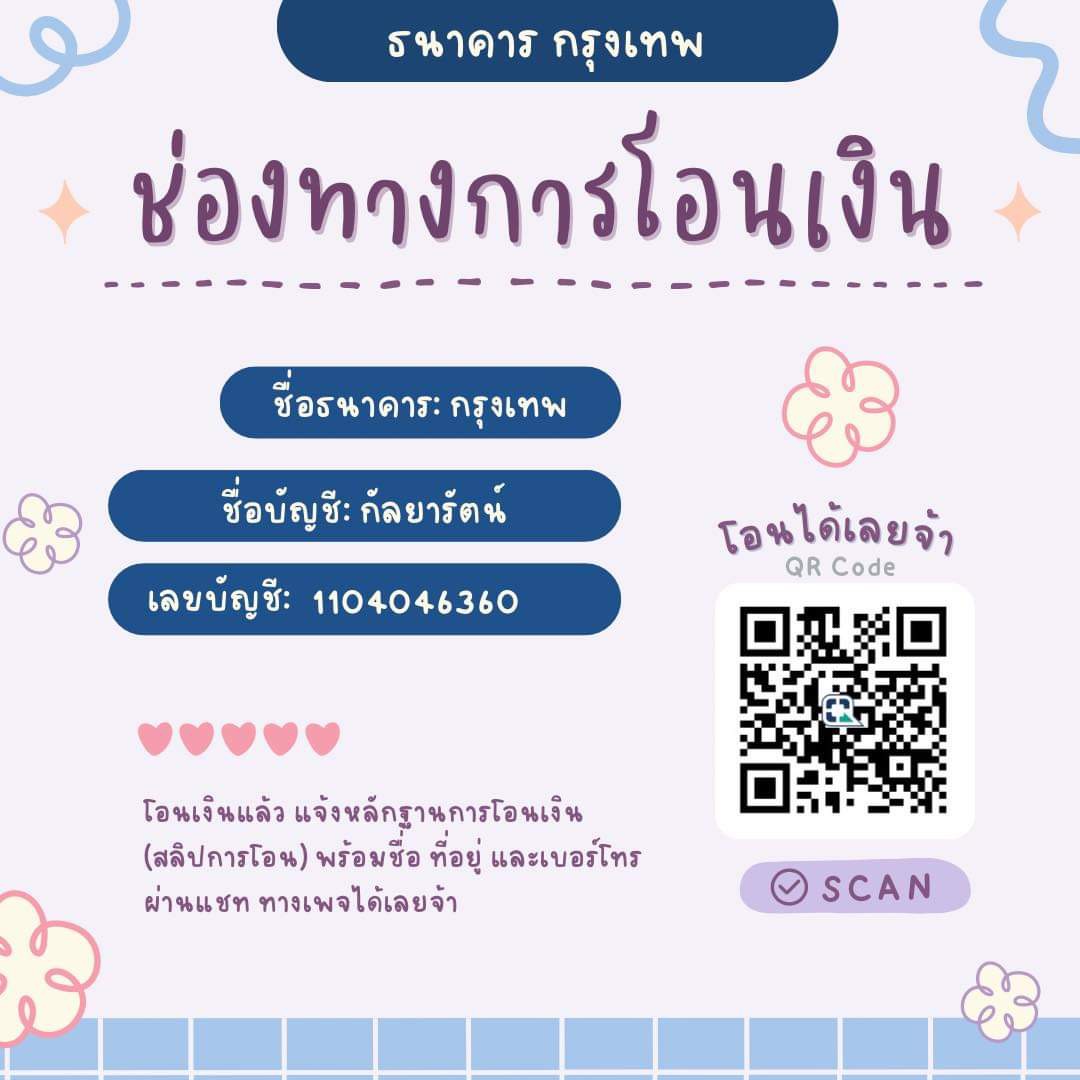 ธนาคาร กรุงเทพ
ช่องทางการโอนเงิน
ชื่อธนาคาร: กรุงเทพ
ชื่อบัญชี: กัลยารัตน์
เลขบัญชี: 1104046360
โอนได้เลยจ้า
QR Code
SCAN
โอนเงินแล้ว แจ้งหลักฐานการโอนเงิน
(สลิปการโอน) พร้อมชื่อ ที่อยู่ และเบอร์โทร
ผ่านแชท ทางเพจได้เลยจ้า